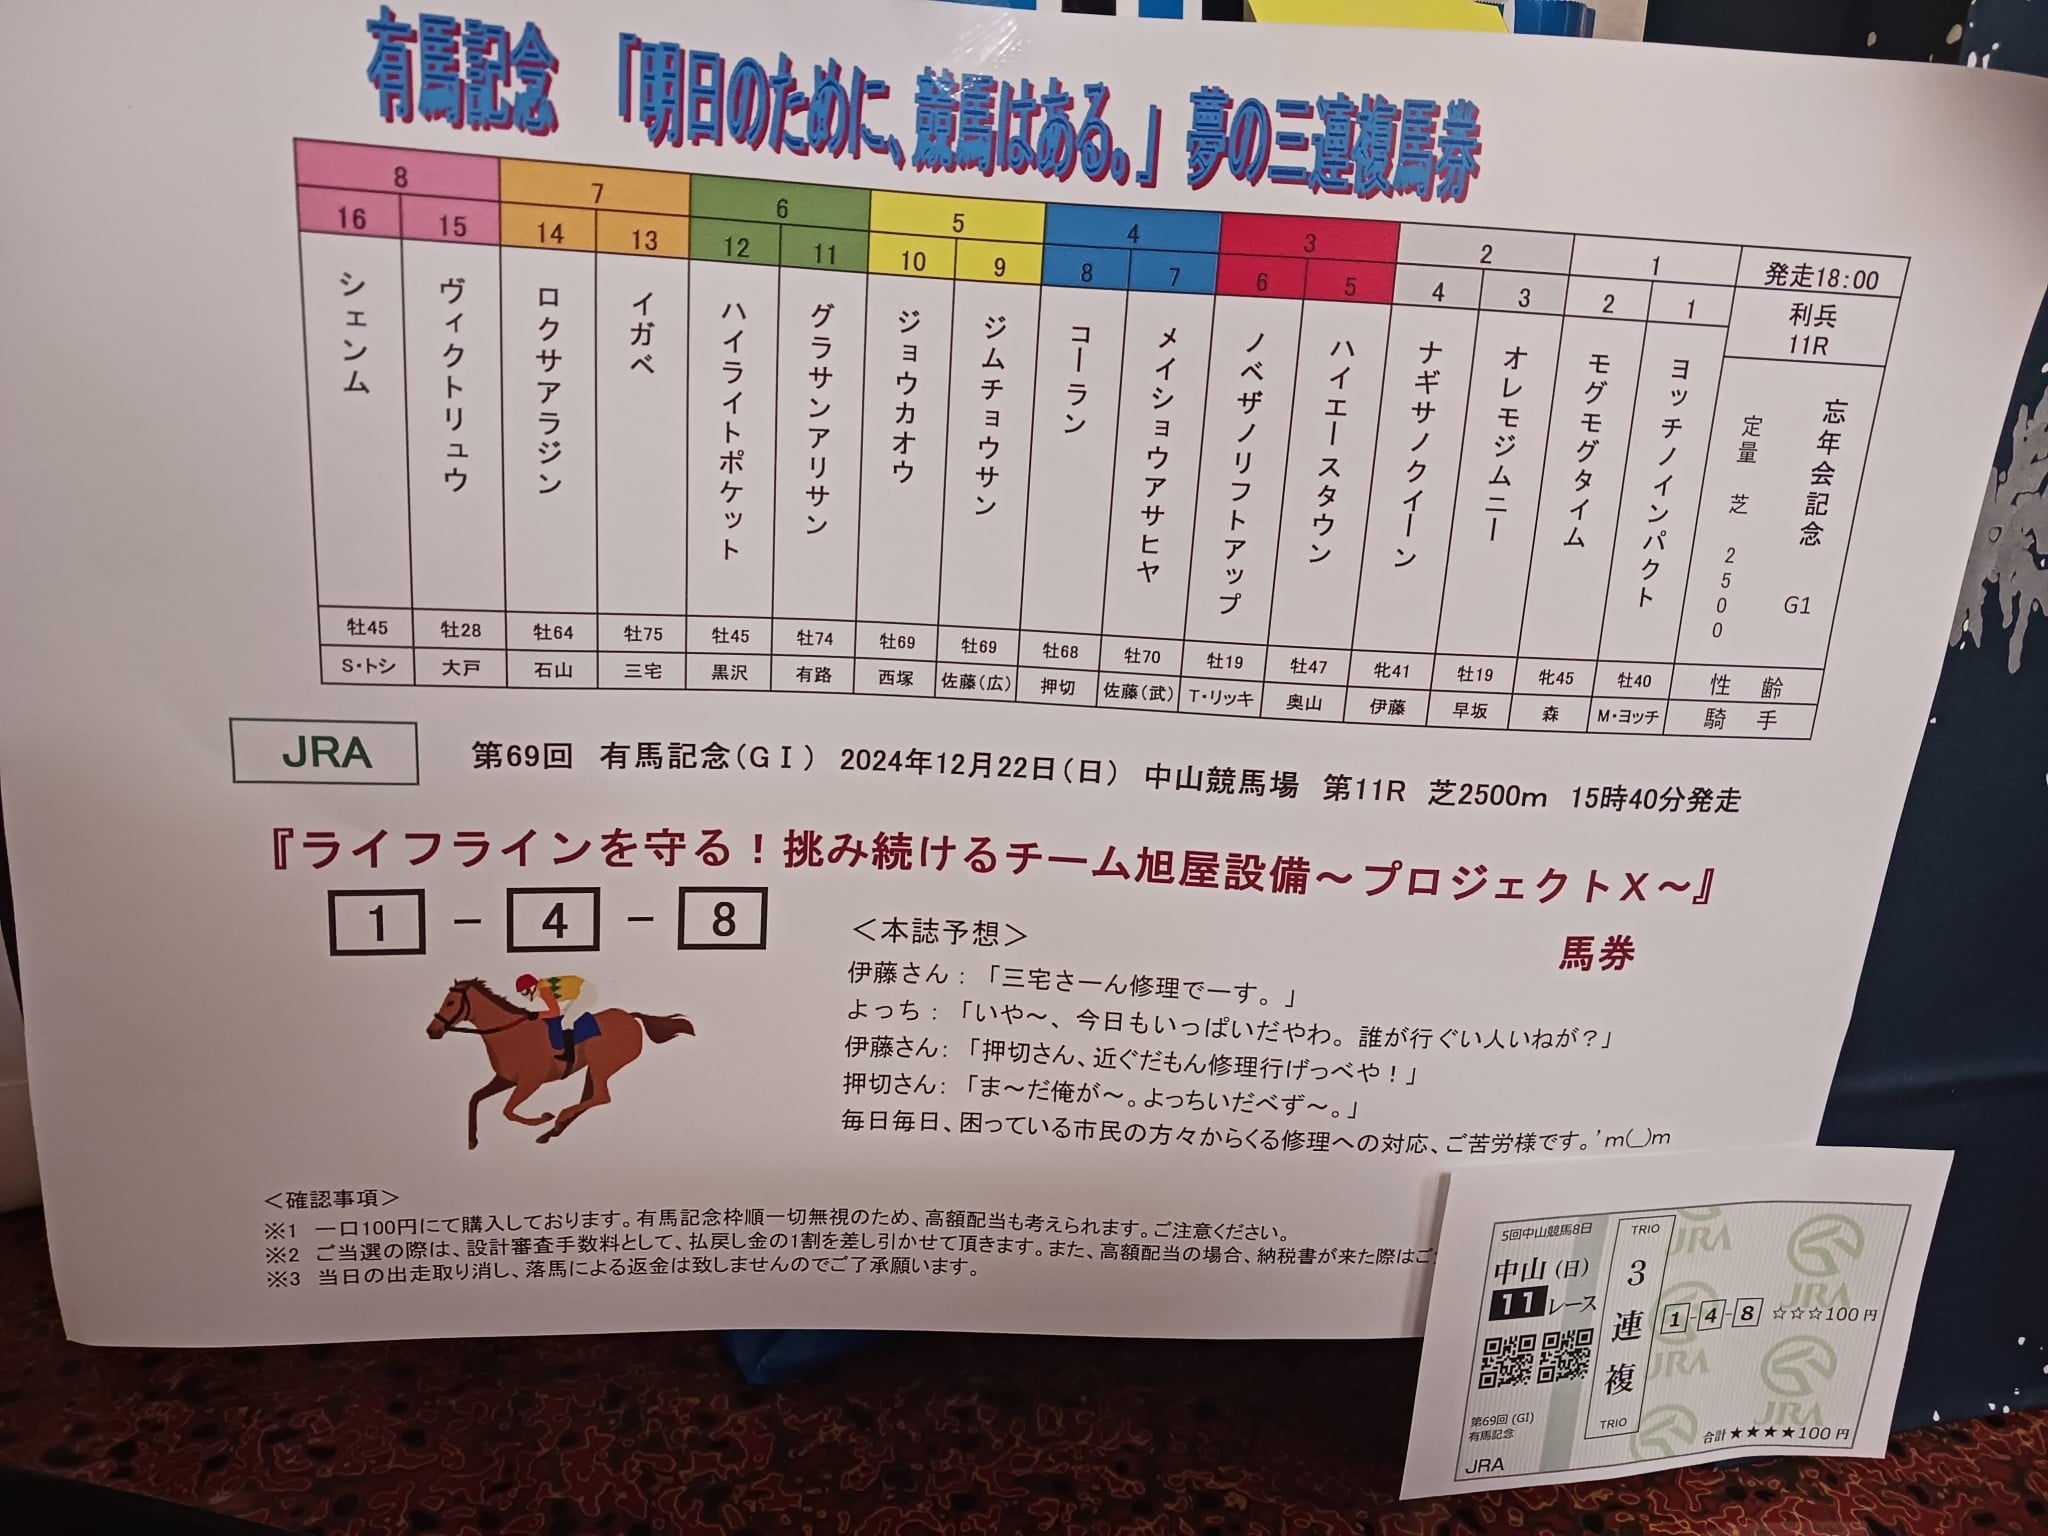 有馬記念 「明日のために、競馬はある。」 夢の三連複馬券
8 7 6 5 4 3 2 1 発走18:00
16 15 14 13 12 11 10 9 8 7 6 5 4 3 2 1 利兵 11R
忘年会記念 G1
定量 芝 2500
ヨッチノインパクト
モグモグタイム
オレモジムニー
ナギサノクイーン
ハイエースタウン
ノベザノリフトアップ
メイショウアサヒヤ
コーラン
ジムチョウサン
ジョウカオウ
グラサンアリサン
ハイライトポケット
イガベ
ロクサアラジン
ヴィクトリュウ
シェンム
牡45 牡28 牡64 牡75 牡45 牡74 牡69 牡69 牡68 牡70 牡19 牡47 牝41 牡19 牝45 牡40 性 齢
S・トシ 大戸 石山 三宅 黒沢 有路 西塚 佐藤(広) 押切 佐藤(武) T・リッキ 奥山 伊藤 早坂 森 M・ヨッチ 騎 手
JRA 第69回 有馬記念(GⅠ) 2024年12月22日(日) 中山競馬場 第11R 芝2500m 15時40分発走
『ライフラインを守る!挑み続けるチーム旭屋設備~プロジェクトX~』
1 - 4 - 8
馬券
<本誌予想>
伊藤さん: 「三宅さーん修理でーす。」
よっち: 「いや~、今日もいっぱいだやわ。誰が行ぐい人いねが?」
伊藤さん: 「押切さん、近ぐだもん修理行げっべや!」
押切さん: 「ま~だ俺が~。よっちいだべず~。」
毎日毎日、困っている市民の方々からくる修理への対応、ご苦労様です。'm(_)m
<確認事項>
※1 一口100円にて購入しております。有馬記念枠順一切無視のため、高額配当も考えられます。ご注意ください。
※2 ご当選の際は、設計審査手数料として、払戻し金の1割を差し引かせて頂きます。また、高額配当の場合、納税書が来た際はご
※3 当日の出走取り消し、落馬による返金は致しませんのでご了承願います。
5回中山競馬8日
中山 (日)
11 レース
TRIO
3連複
TRIO
1-4-8 ☆☆☆100円
第69回 (GI)
有馬記念
合計★★★★100円
JRA
JRA
JRA
JRA
JRA